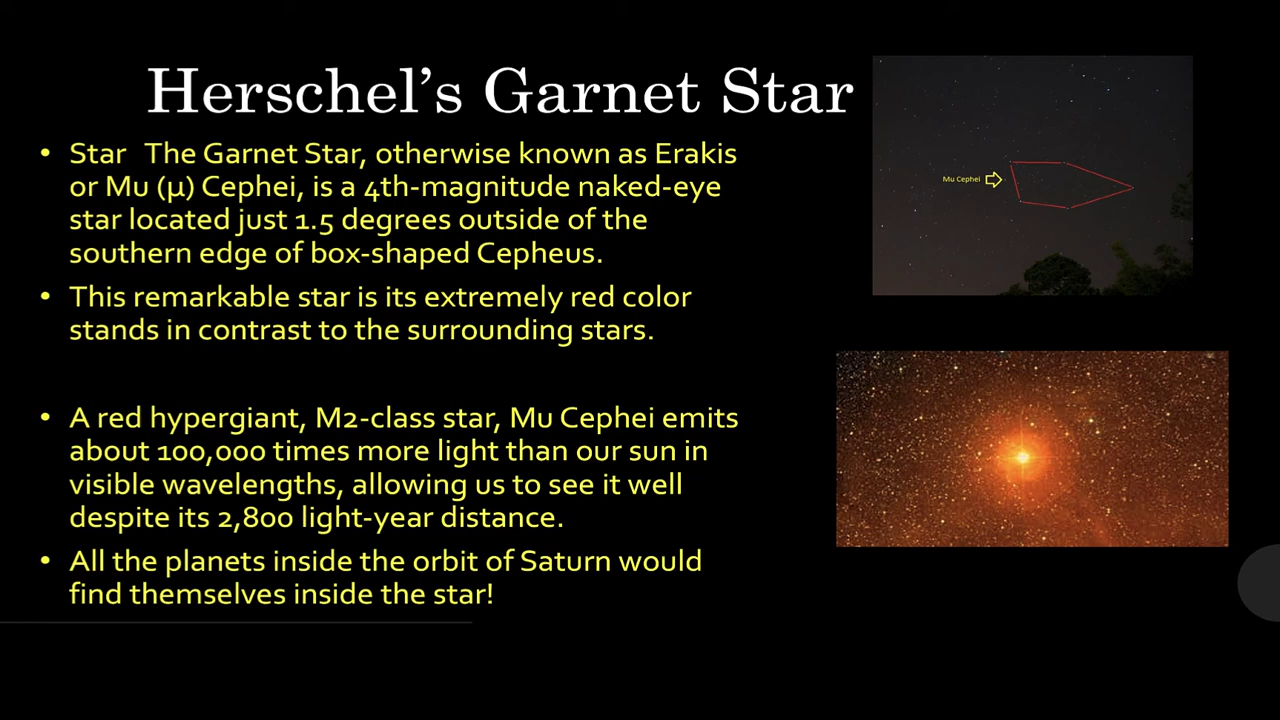 Herschel’s Garnet Star
• Star   The Garnet Star, otherwise known as Erakis
or Mu (μ) Cephei, is a 4th-magnitude naked-eye
star located just 1.5 degrees outside of the
southern edge of box-shaped Cepheus.
• This remarkable star is its extremely red color
stands in contrast to the surrounding stars.
• A red hypergiant, M2-class star, Mu Cephei emits
about 100,000 times more light than our sun in
visible wavelengths, allowing us to see it well
despite its 2,800 light-year distance.
• All the planets inside the orbit of Saturn would
find themselves inside the star!
Mu Cephei